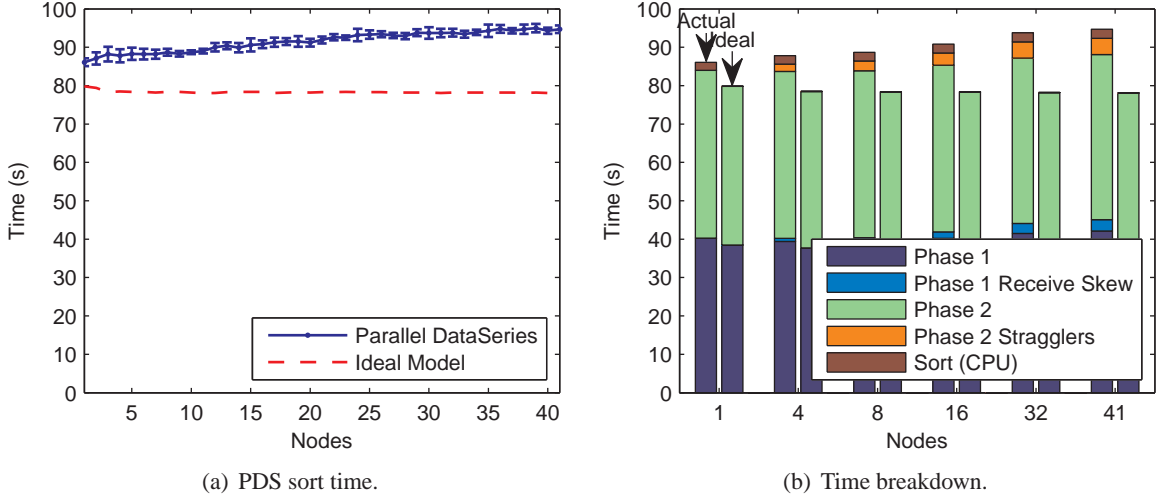 100
90
80
70
60
50
40
30
20
10
0
Time (s)
5 10 15 20 25 30 35 40
Nodes
Parallel DataSeries
Ideal Model
(a) PDS sort time.
100
90
80
70
60
50
40
30
20
10
0
Time (s)
Actual
Ideal
1 4 8 16 32 41
Nodes
Phase 1
Phase 1 Receive Skew
Phase 2
Phase 2 Stragglers
Sort (CPU)
(b) Time breakdown.